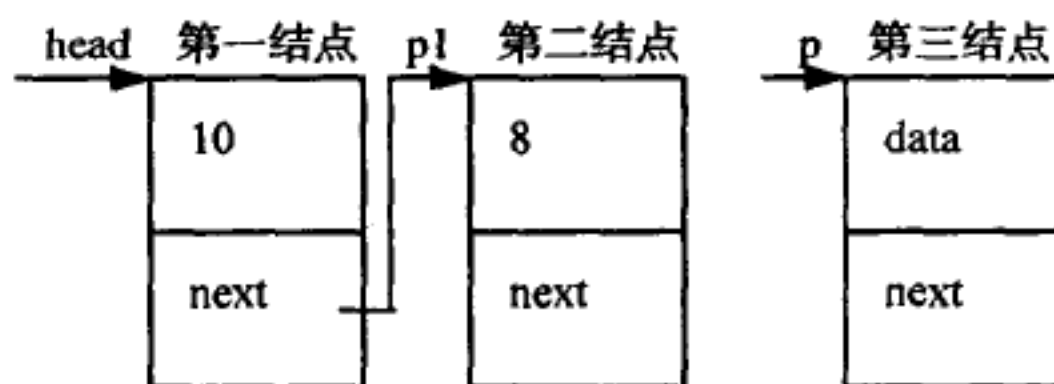 head 第一结点 p1 第二结点 p 第三结点
10 8 data
next next next